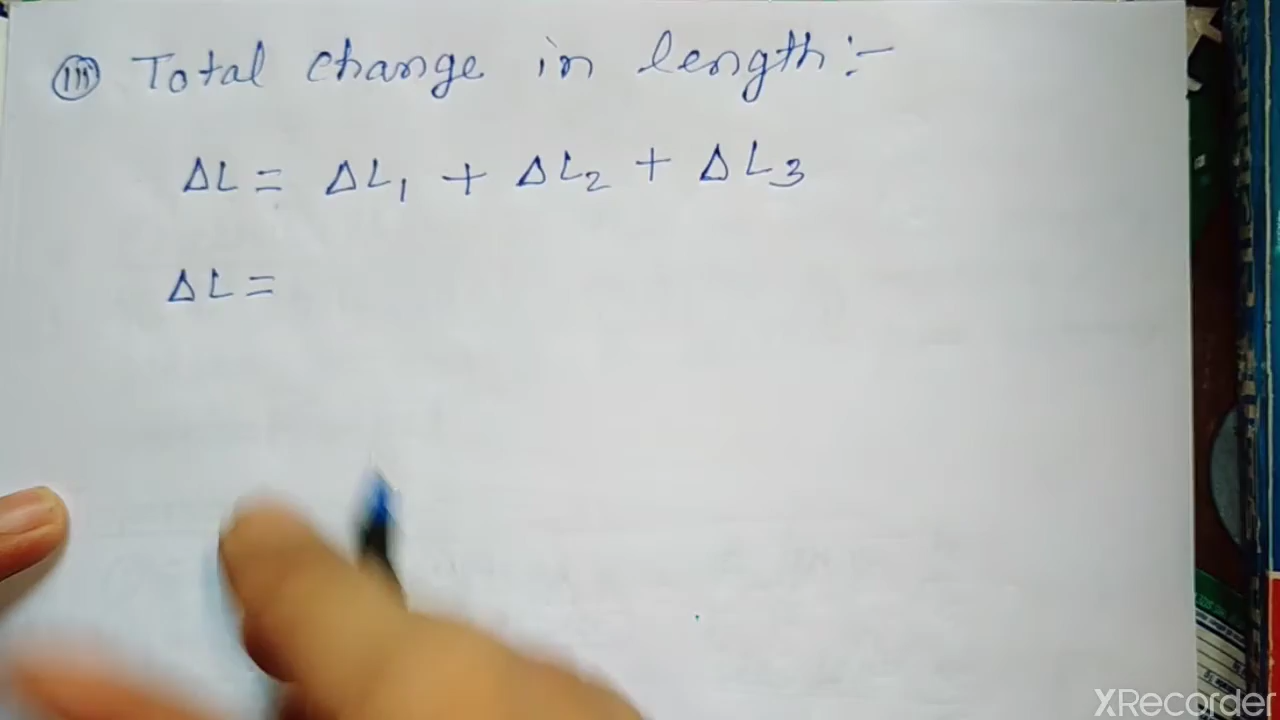 (iii) Total change in length:-
ΔL = ΔL₁ + ΔL₂ + ΔL₃
ΔL =
XRecorder